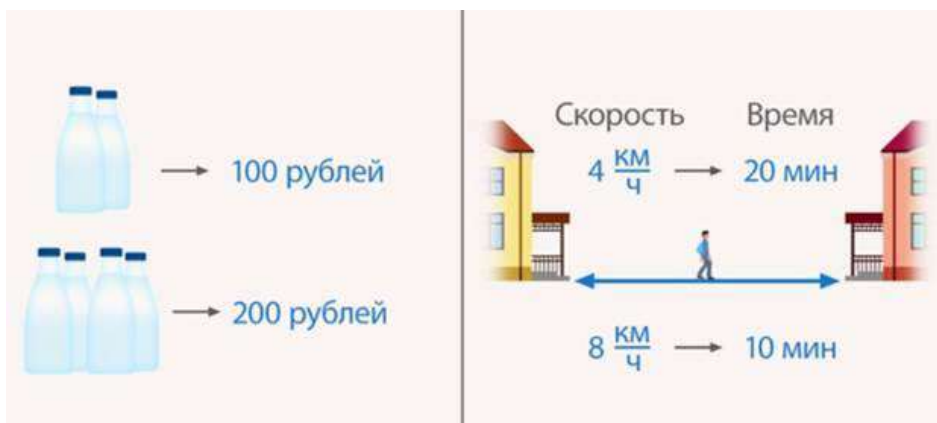 100 рублей
200 рублей
Скорость Время
4 км/ч 20 мин
8 км/ч 10 мин